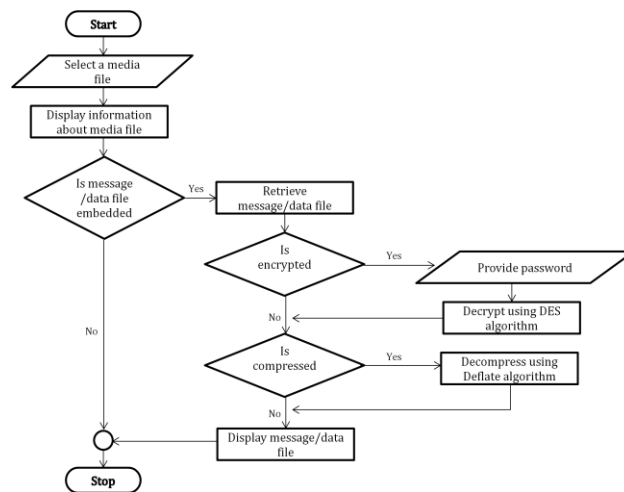 Start
Select a media
file
Display information
about media file
Is message
/data file
embedded
Yes
Retrieve
message/data file
Is
encrypted
Yes
Provide password
No
Decrypt using DES
algorithm
No
Is
compressed
Yes
Decompress using
Deflate algorithm
No
Display message/data
file
Stop